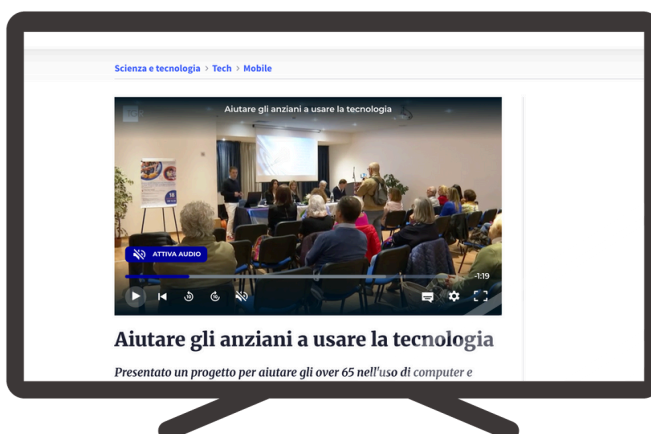 Scienza e tecnologia > Tech > Mobile
Aiutare gli anziani a usare la tecnologia
ATTIVA AUDIO
-1:19
Aiutare gli anziani a usare la tecnologia
Presentato un progetto per aiutare gli over 65 nell'uso di computer e